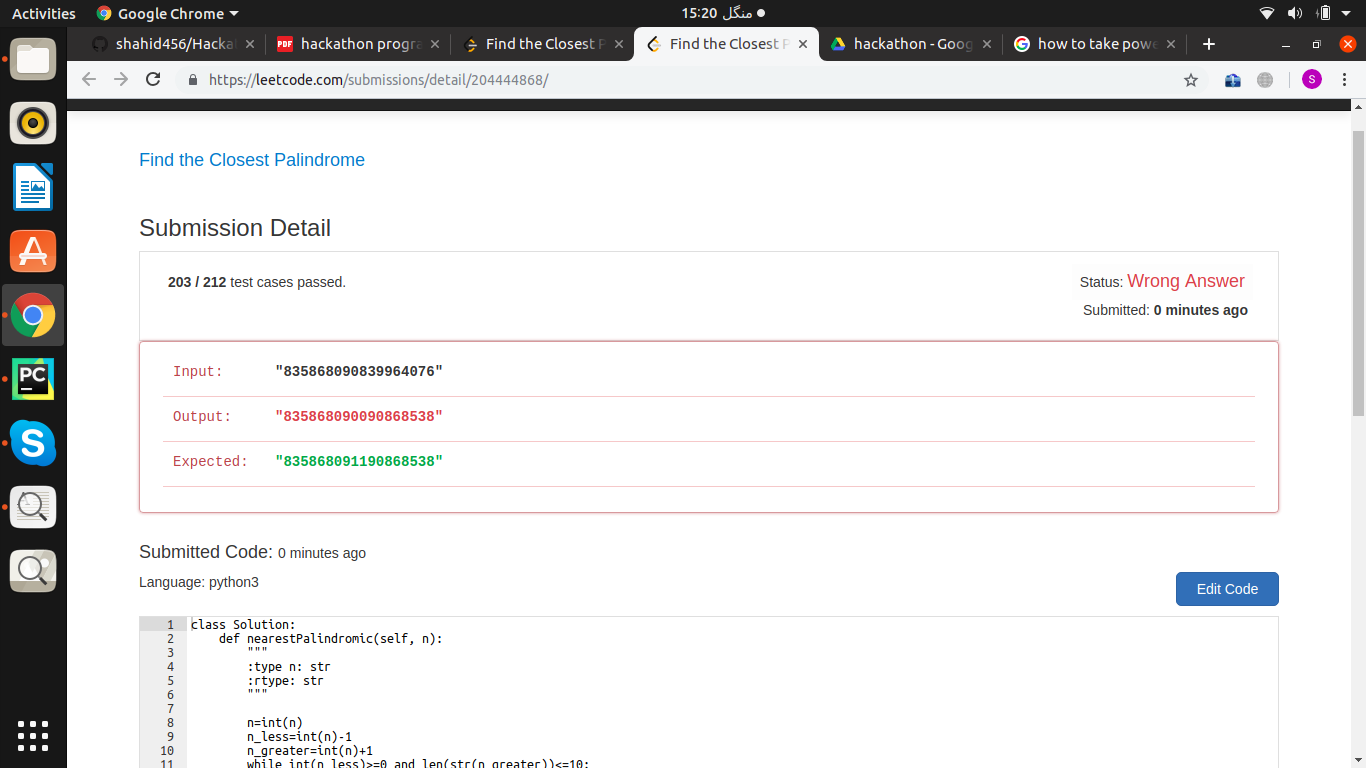 Activities Google Chrome 15:20 منگل
shahid456/Hacka hackathon progra Find the Closest P Find the Closest P hackathon - Goog how to take powe
https://leetcode.com/submissions/detail/204444868/ S
Find the Closest Palindrome
Submission Detail
203 / 212 test cases passed. Status: Wrong Answer
Submitted: 0 minutes ago
Input: "835868090839964076"
Output: "835868090090868538"
Expected: "835868091190868538"
Submitted Code: 0 minutes ago
Language: python3
Edit Code
1 class Solution:
2 def nearestPalindromic(self, n):
3 """
4 :type n: str
5 :rtype: str
6 """
7
8 n=int(n)
9 n_less=int(n)-1
10 n_greater=int(n)+1
11 while int(n_less)>=0 and len(str(n_greater))<=10: